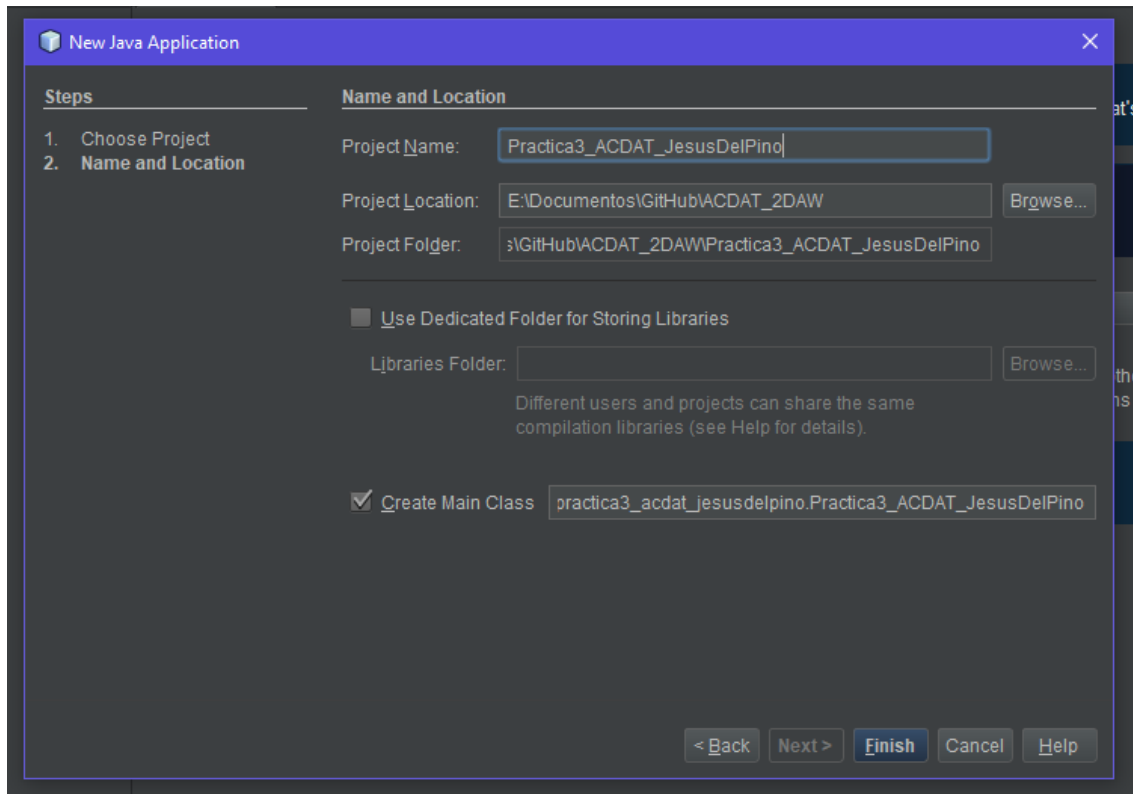 New Java Application
Steps
1. Choose Project
2. Name and Location
Name and Location
Project Name: Practica3_ACDAT_JesusDelPino
Project Location: E:\Documentos\GitHub\ACDAT_2DAW Browse...
Project Folder: s\GitHub\ACDAT_2DAW\Practica3_ACDAT_JesusDelPino
Use Dedicated Folder for Storing Libraries
Libraries Folder: Browse...
Different users and projects can share the same
compilation libraries (see Help for details).
Create Main Class practica3_acdat_jesusdelpino.Practica3_ACDAT_JesusDelPino
< Back Next > Finish Cancel Help